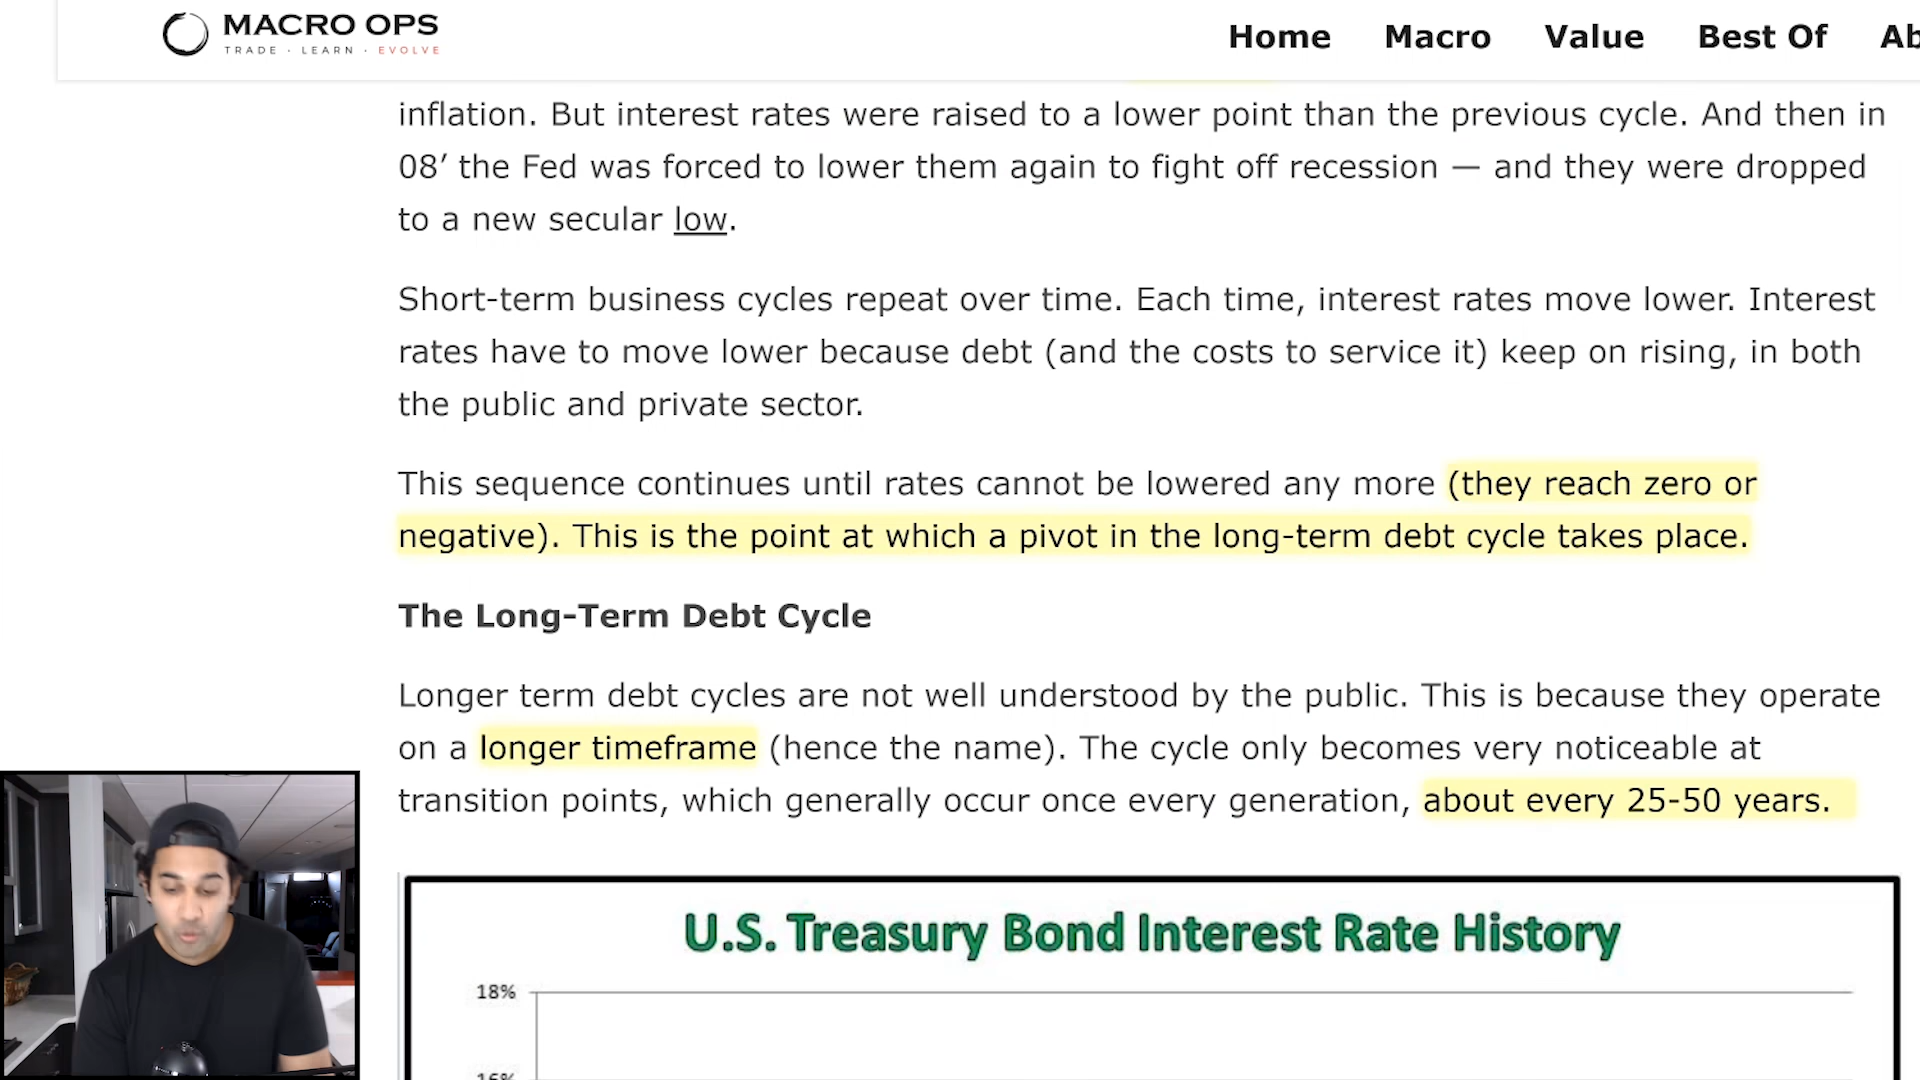 MACRO OPS
TRADE · LEARN · EVOLVE
Home Macro Value Best Of Ab
inflation. But interest rates were raised to a lower point than the previous cycle. And then in
08’ the Fed was forced to lower them again to fight off recession — and they were dropped
to a new secular low.
Short-term business cycles repeat over time. Each time, interest rates move lower. Interest
rates have to move lower because debt (and the costs to service it) keep on rising, in both
the public and private sector.
This sequence continues until rates cannot be lowered any more (they reach zero or
negative). This is the point at which a pivot in the long-term debt cycle takes place.
The Long-Term Debt Cycle
Longer term debt cycles are not well understood by the public. This is because they operate
on a longer timeframe (hence the name). The cycle only becomes very noticeable at
transition points, which generally occur once every generation, about every 25-50 years.
U.S. Treasury Bond Interest Rate History
18%
16%